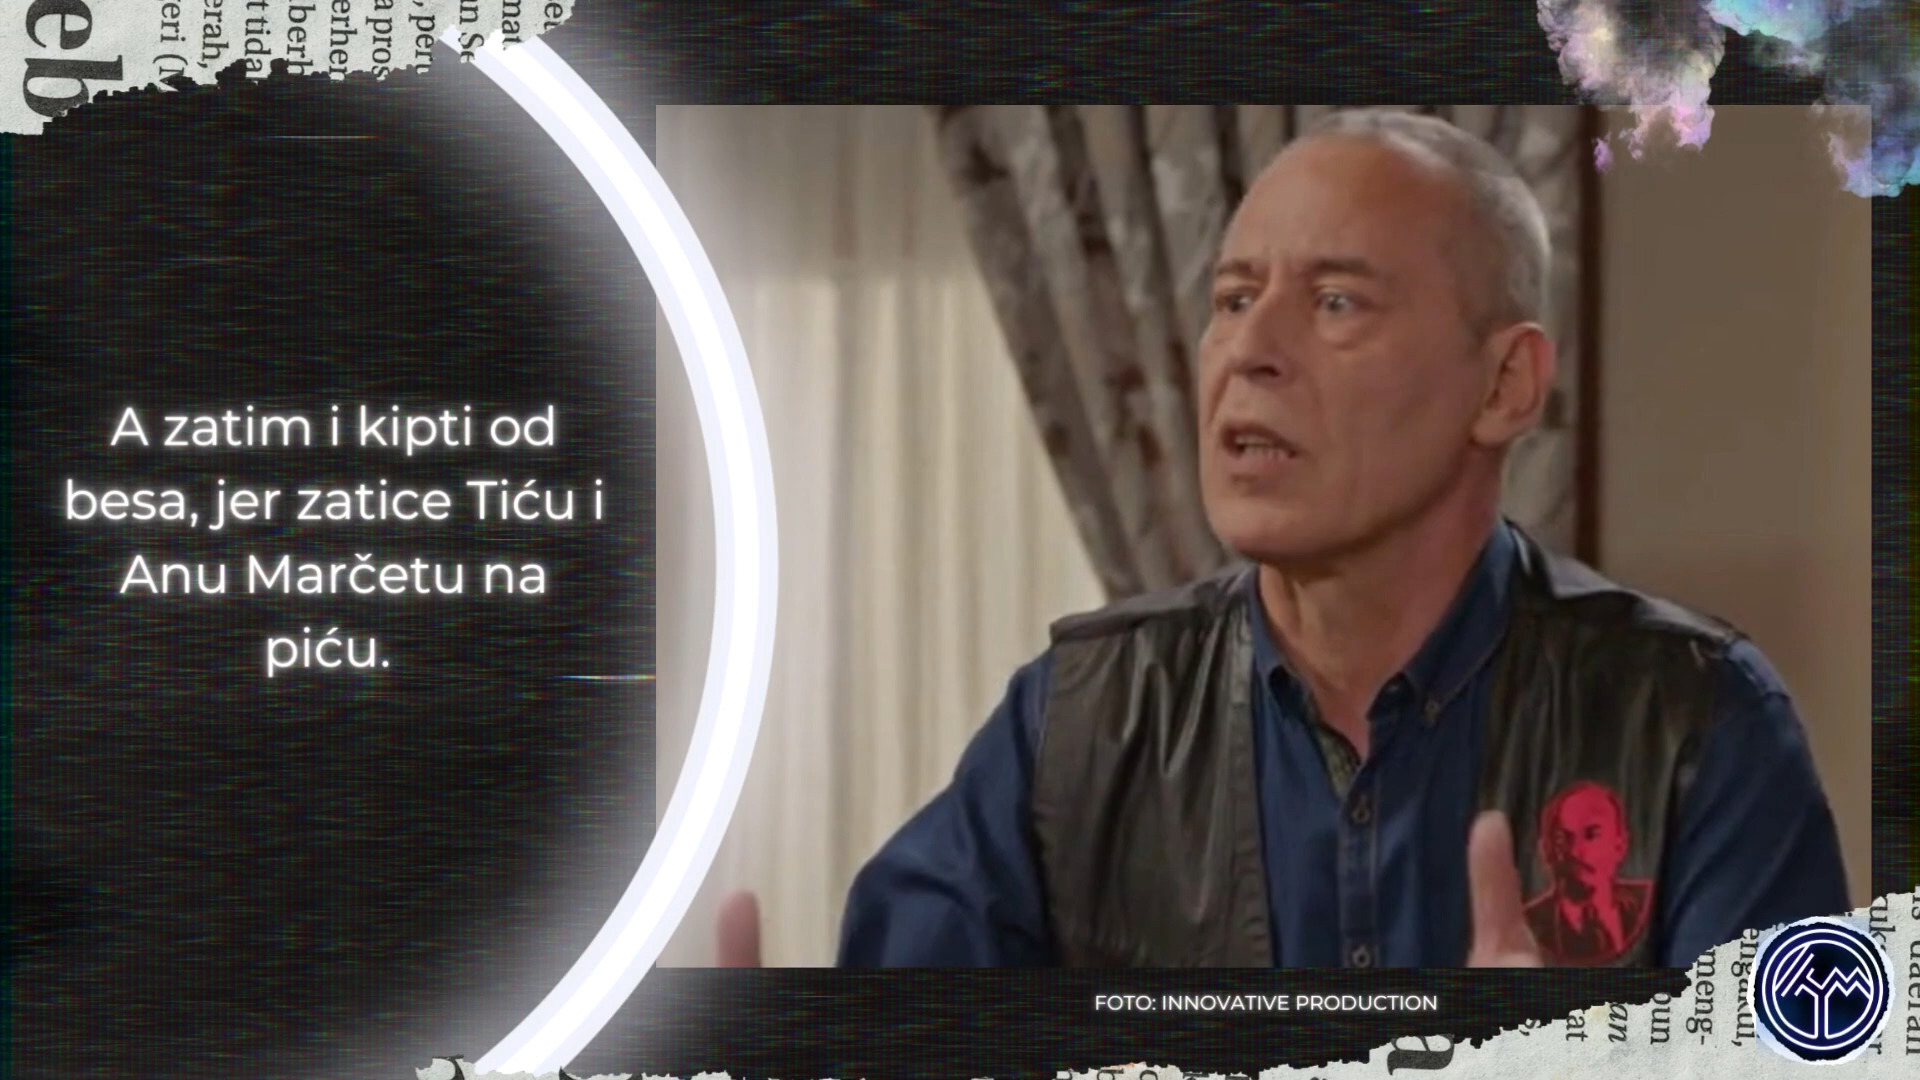 A zatim i kipti od
besa, jer zatice Tiću i
Anu Marčetu na
piću.
FOTO: INNOVATIVE PRODUCTION